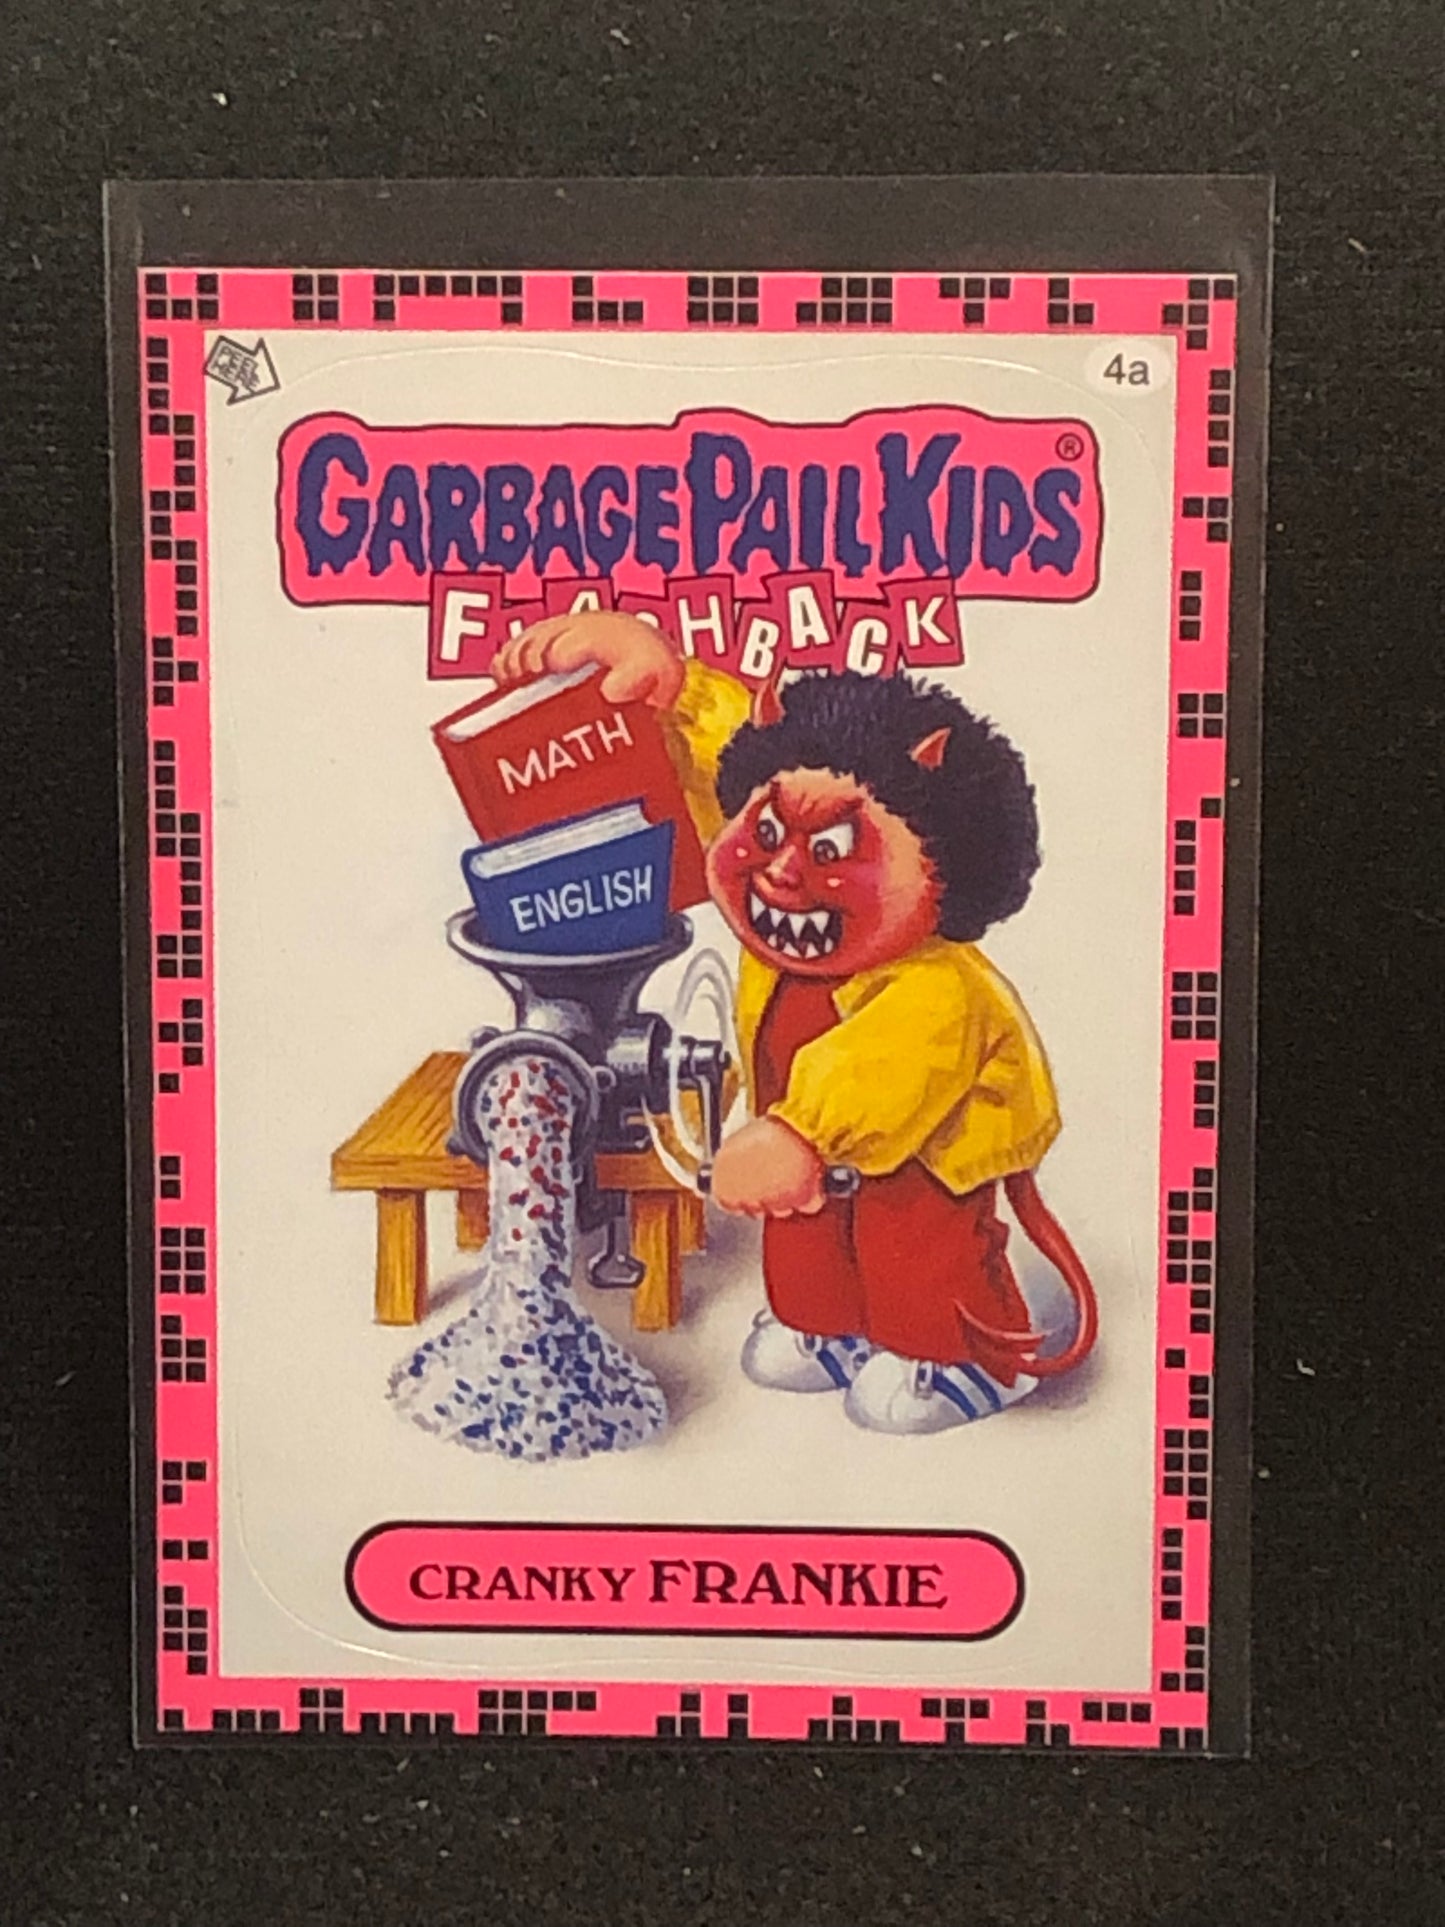 PEEL HERE
4a
GARBAGE PAIL KIDS ®
FLASHBACK
MATH
ENGLISH
CRANKY FRANKIE